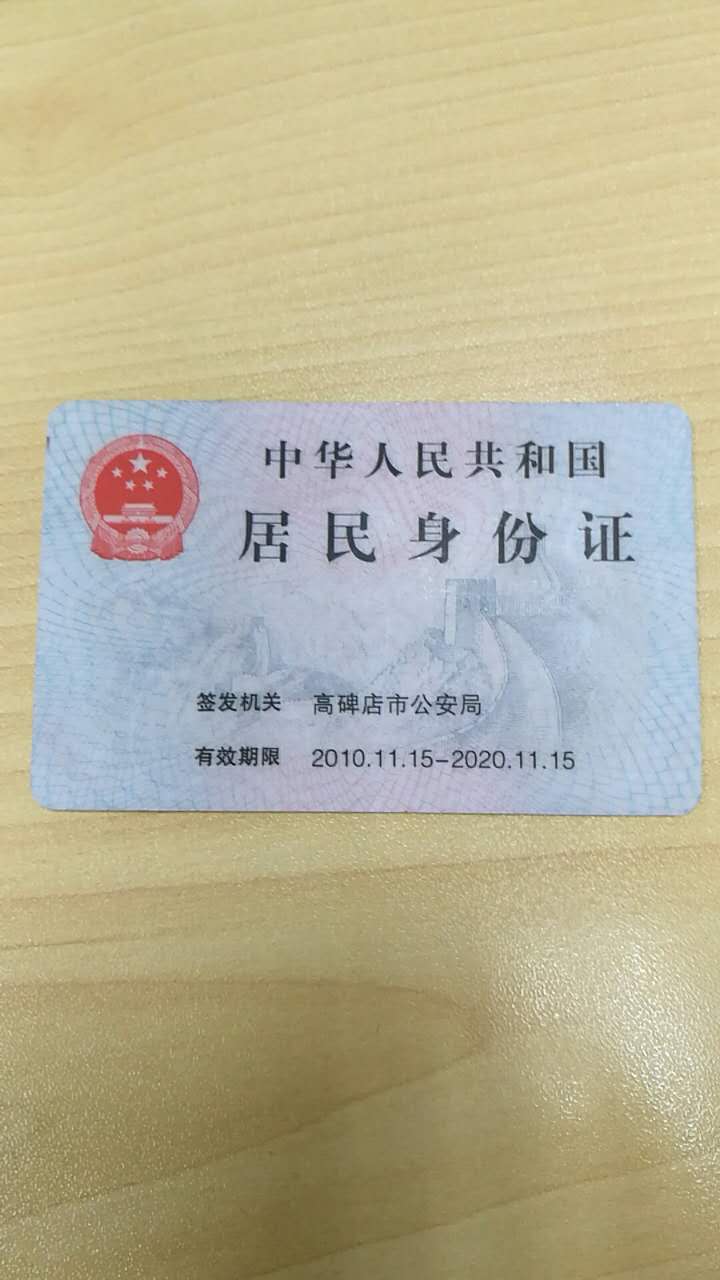 中华人民共和国
居民身份证
签发机关 高碑店市公安局
有效期限 2010.11.15-2020.11.15